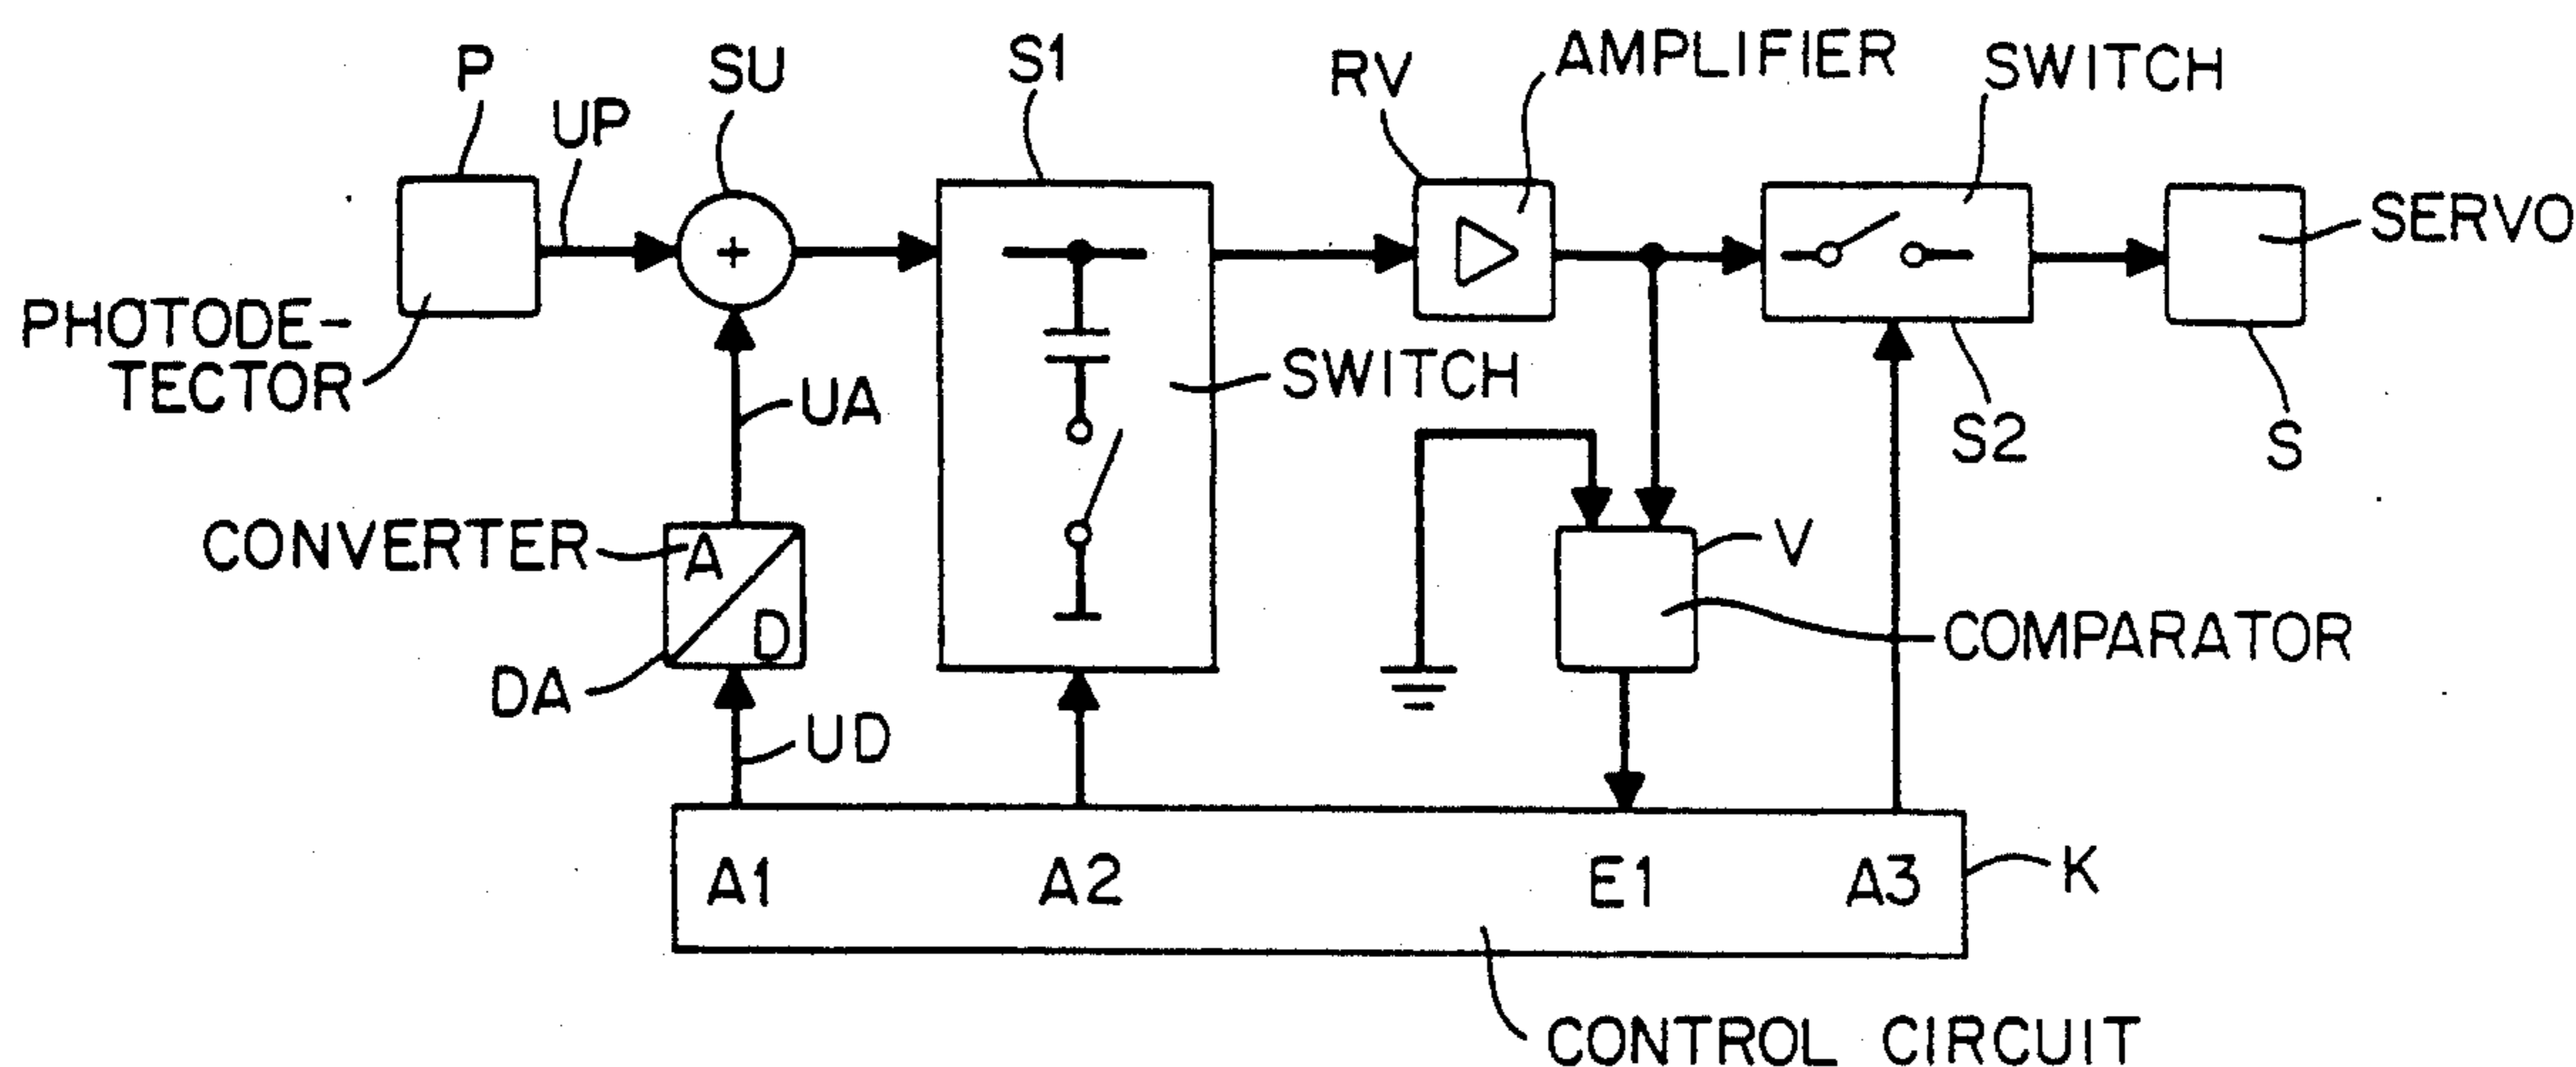 P
UP
SU
S1
RV
AMPLIFIER
SWITCH
SERVO
+
PHOTODE-
TECTOR
UA
SWITCH
S2
S
CONVERTER
A
D
V
DA
UD
COMPARATOR
A1
A2
E1
A3
K
CONTROL CIRCUIT